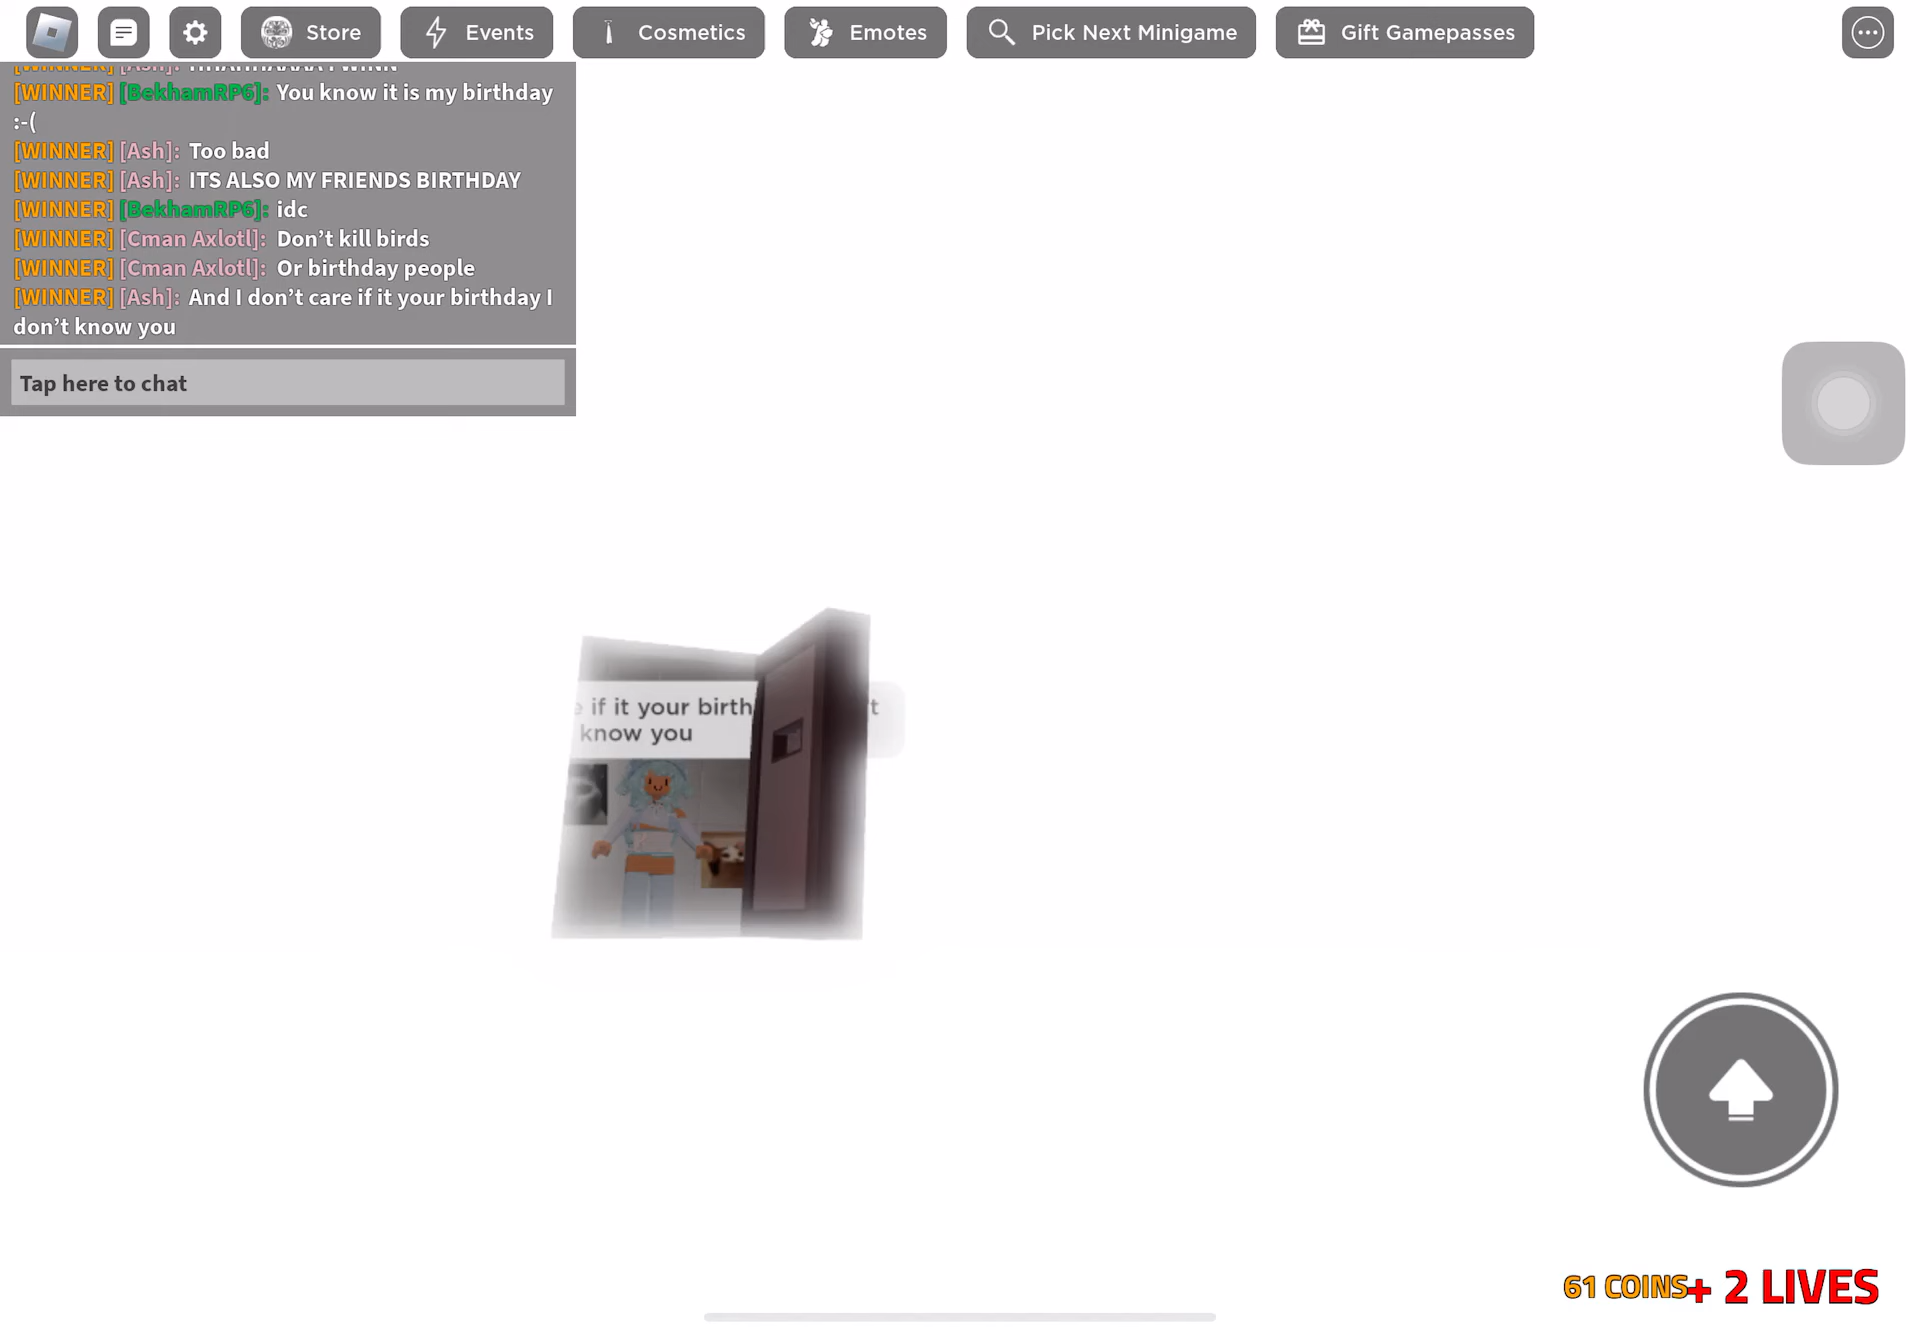 Store
Events
Cosmetics
Emotes
Pick Next Minigame
Gift Gamepasses
[WINNER] [Ash]:
[WINNER] [BekhamRP6]: You know it is my birthday
:-(
[WINNER] [Ash]: Too bad
[WINNER] [Ash]: ITS ALSO MY FRIENDS BIRTHDAY
[WINNER] [BekhamRP6]: idc
[WINNER] [Cman Axlotl]: Don’t kill birds
[WINNER] [Cman Axlotl]: Or birthday people
[WINNER] [Ash]: And I don’t care if it your birthday I
don’t know you
Tap here to chat
if it your birth
know you
61 COINS+ 2 LIVES